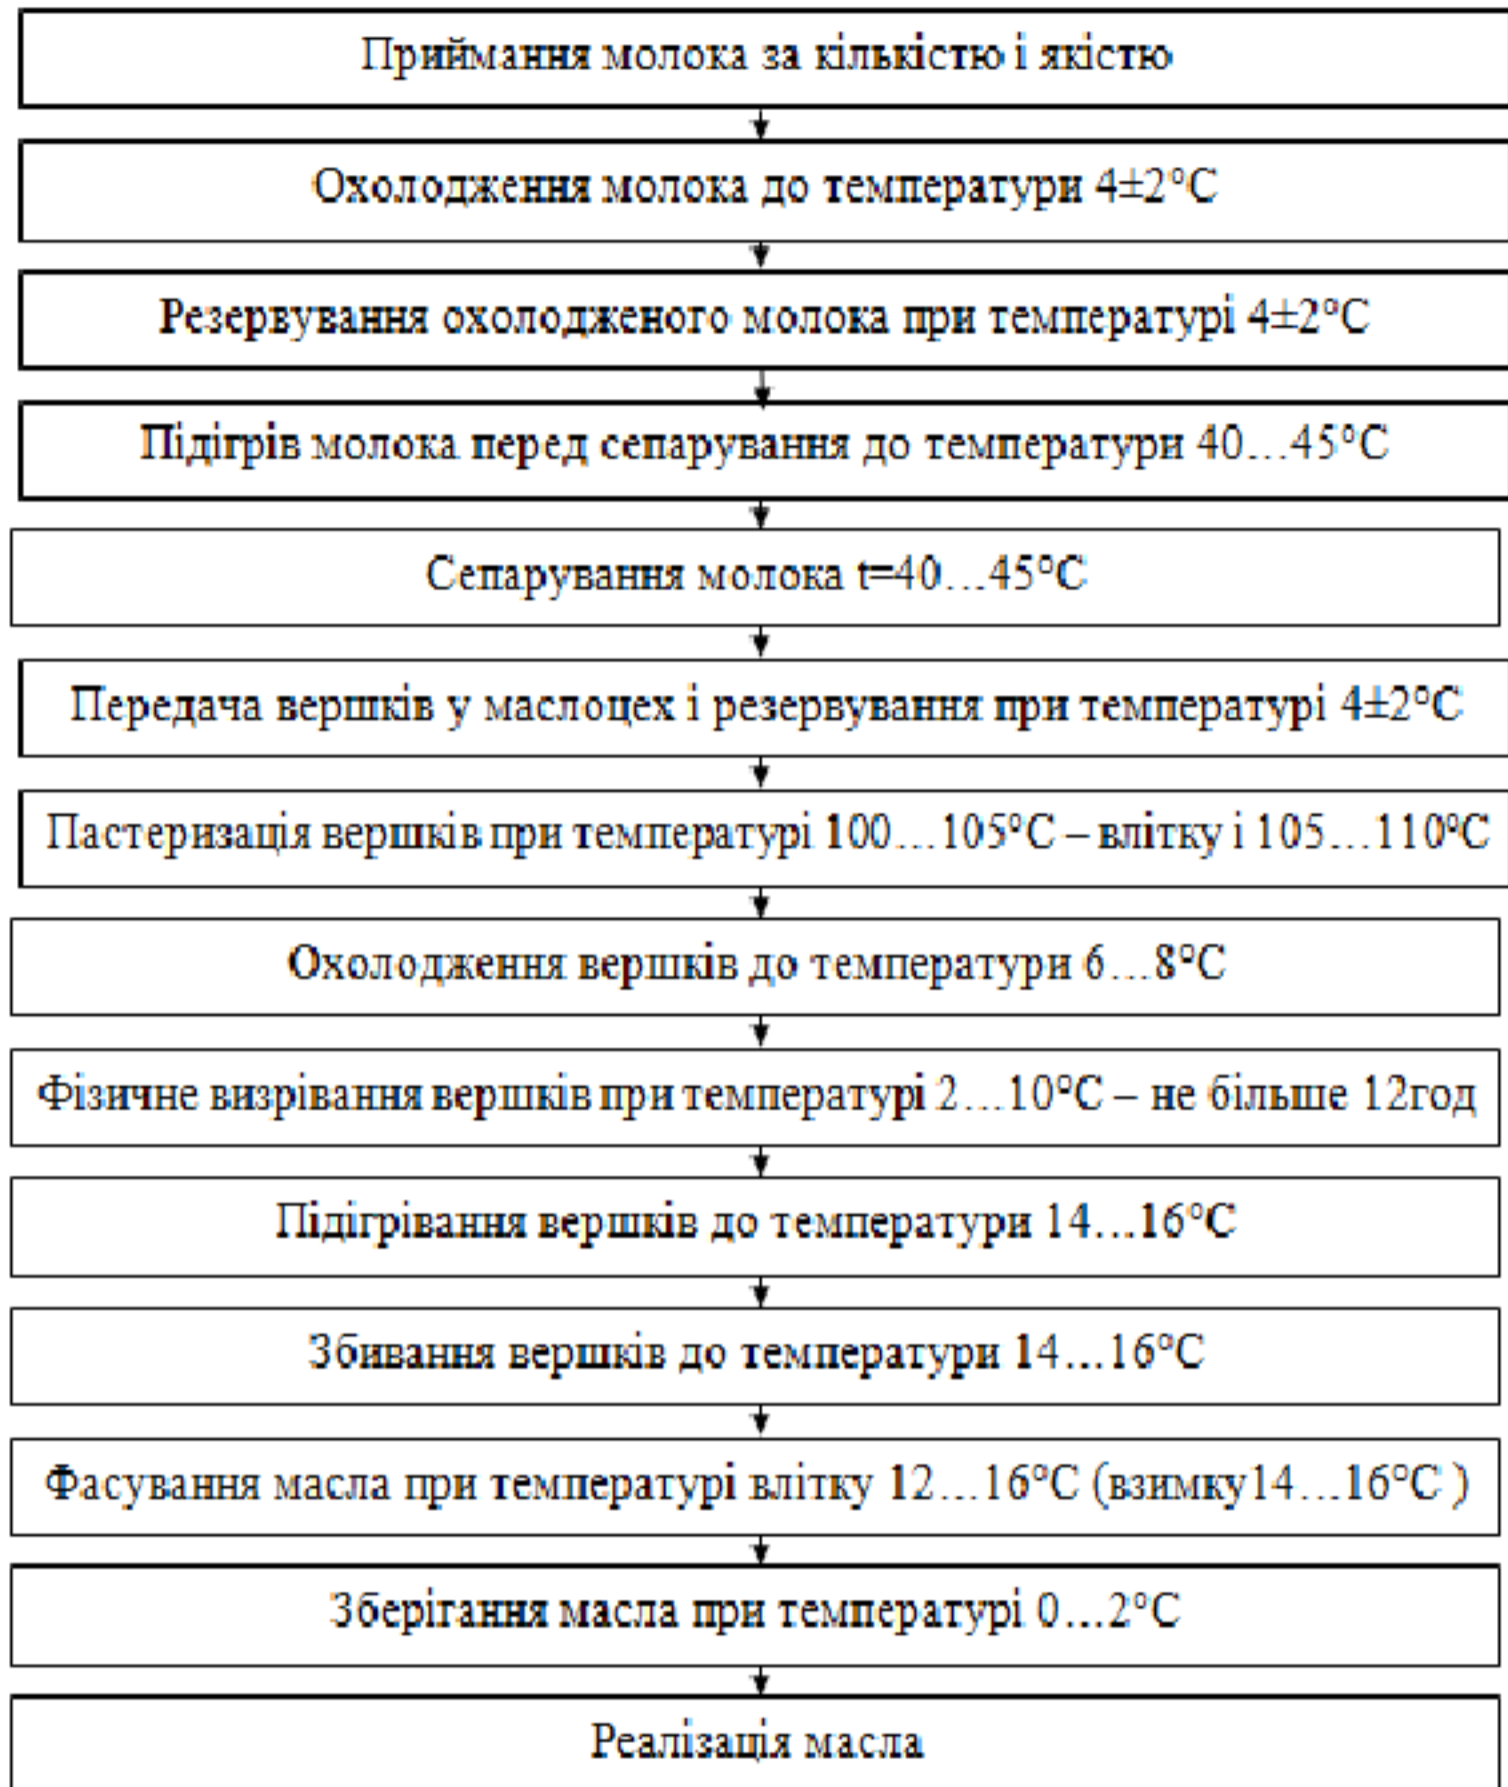 Приймання молока за кількістю і якістю
Охолодження молока до температури 4±2°С
Резервування охолодженого молока при температурі 4±2°С
Підігрів молока перед сепарування до температури 40...45°С
Сепарування молока t=40...45°С
Передача вершків у маслоцех і резервування при температурі 4±2°С
Пастеризація вершків при температурі 100...105°С – влітку і 105...110°С
Охолодження вершків до температури 6...8°С
Фізичне визрівання вершків при температурі 2...10°С – не більше 12год
Підігрівання вершків до температури 14...16°С
Збивання вершків до температури 14...16°С
Фасування масла при температурі влітку 12...16°С (взимку14...16°С )
Зберігання масла при температурі 0...2°С
Реалізація масла